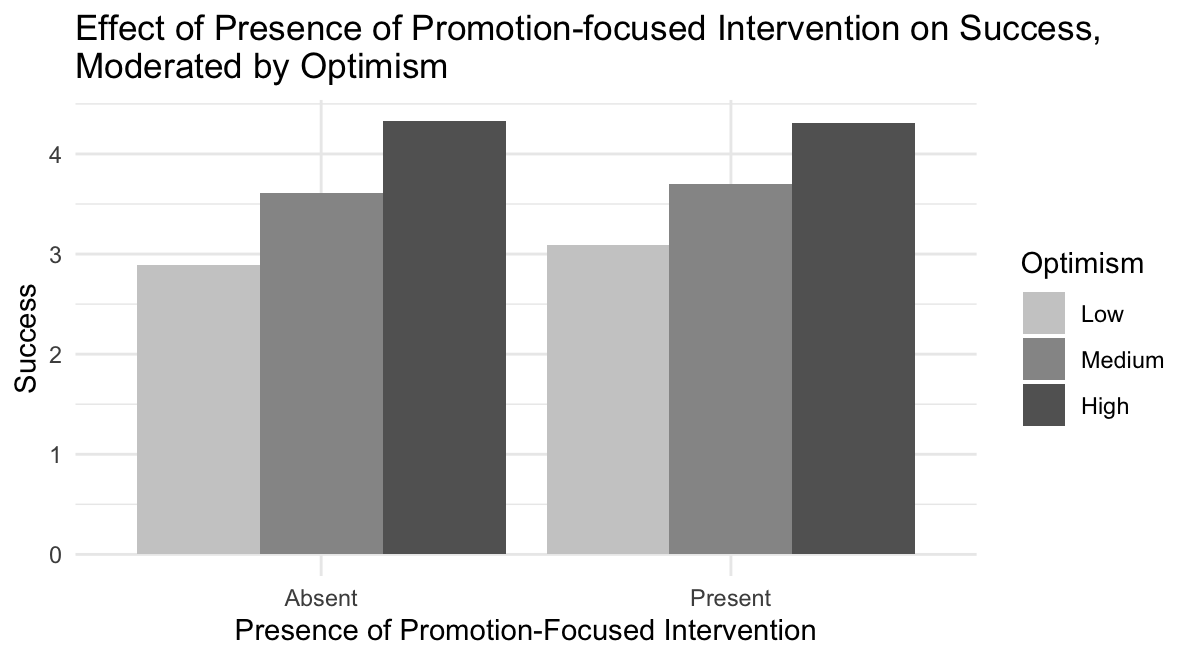 Effect of Presence of Promotion-focused Intervention on Success,
Moderated by Optimism
4
3
2
1
0
Success
Absent
Present
Presence of Promotion-Focused Intervention
Optimism
Low
Medium
High